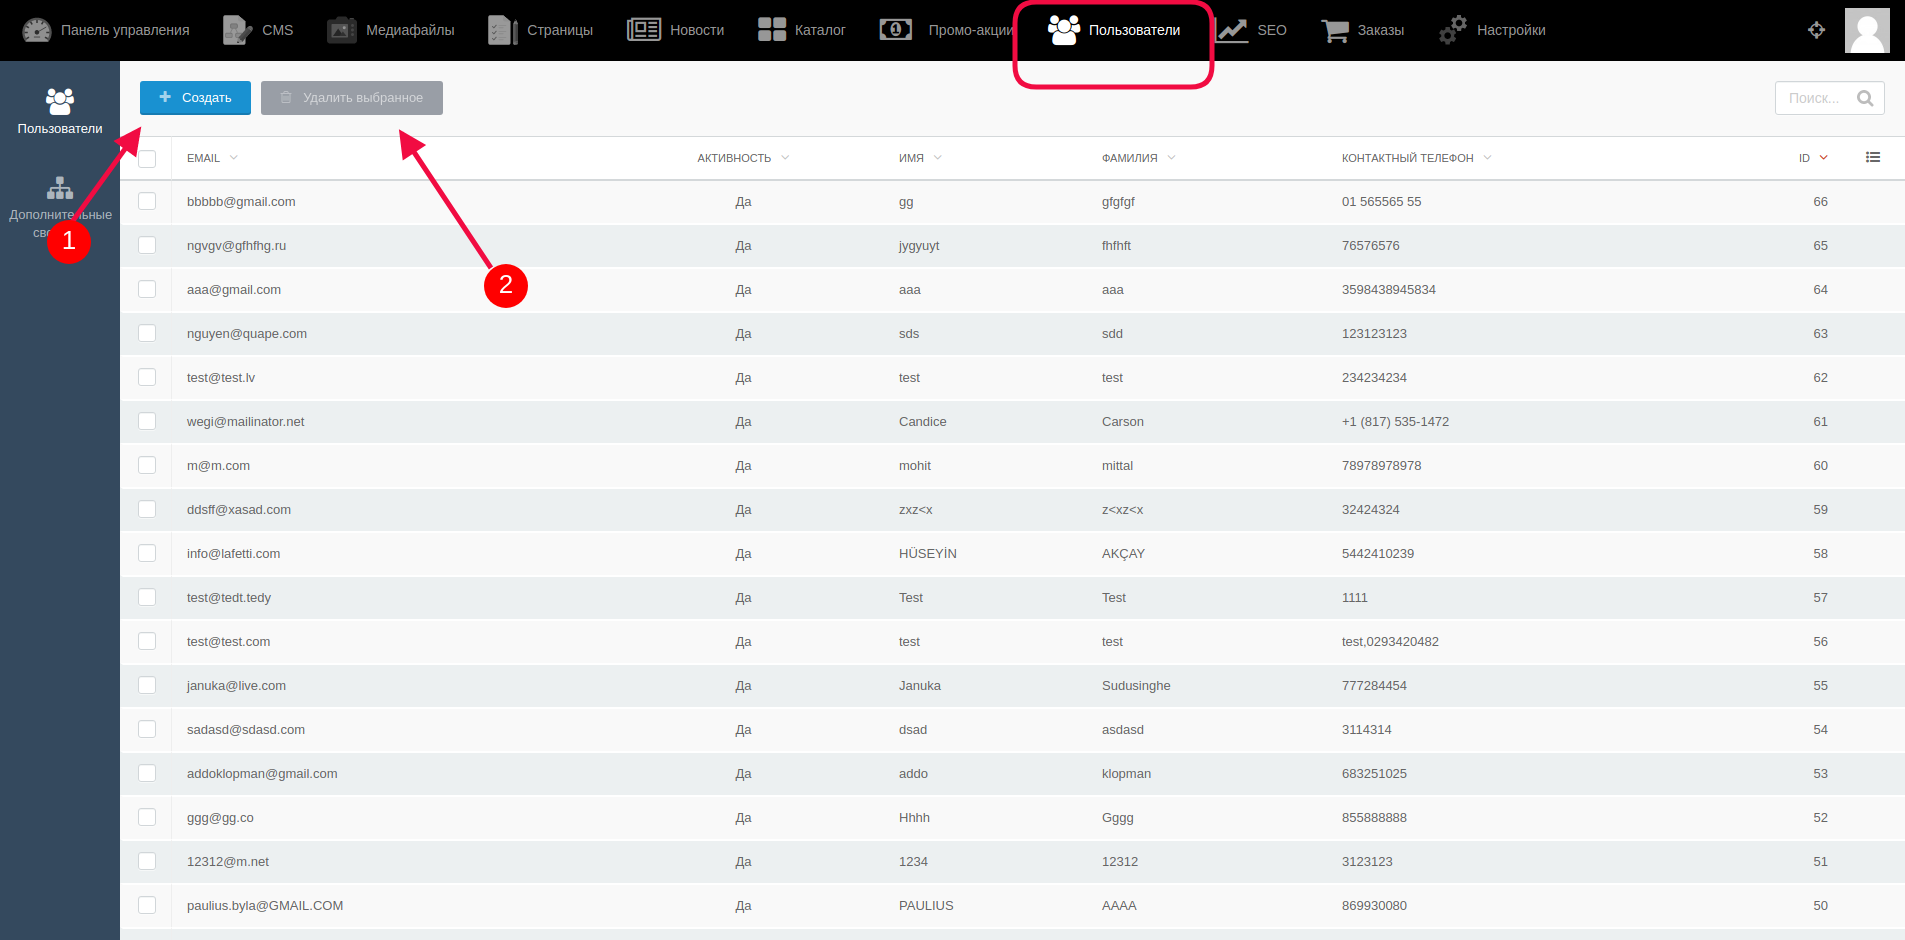 Панель управления CMS Медиафайлы Страницы Новости Каталог Промо-акции Пользователи SEO Заказы Настройки
Пользователи
Дополнительные
1
Создать Удалить выбранное Поиск...
2
EMAIL АКТИВНОСТЬ ИМЯ ФАМИЛИЯ КОНТАКТНЫЙ ТЕЛЕФОН ID
bbbbb@gmail.com Да gg gfgfgf 01 565565 55 66
ngvgv@gfhfhg.ru Да jygyuyt fhfhft 76576576 65
aaa@gmail.com Да aaa aaa 3598438945834 64
nguyen@quape.com Да sds sdd 123123123 63
test@test.lv Да test test 234234234 62
wegi@mailinator.net Да Candice Carson +1 (817) 535-1472 61
m@m.com Да mohit mittal 78978978978 60
ddsff@xasad.com Да zxz<x z<xz<x 32424324 59
info@lafetti.com Да HÜSEYİN AKÇAY 5442410239 58
test@tedt.tedy Да Test Test 1111 57
test@test.com Да test test test,0293420482 56
januka@live.com Да Januka Sudusinghe 777284454 55
sadasd@sdasd.com Да dsad asdasd 3114314 54
addoklopman@gmail.com Да addo klopman 683251025 53
ggg@gg.co Да Hhhh Gggg 855888888 52
12312@m.net Да 1234 12312 3123123 51
paulius.byla@GMAIL.COM Да PAULIUS AAAA 869930080 50